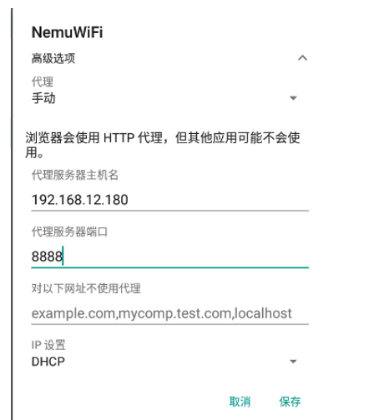 NemuWiFi
高级选项
代理
手动
浏览器会使用 HTTP 代理，但其他应用可能不会使
用。
代理服务器主机名
192.168.12.180
代理服务器端口
8888
对以下网址不使用代理
example.com,mycomp.test.com,localhost
IP 设置
DHCP
取消 保存